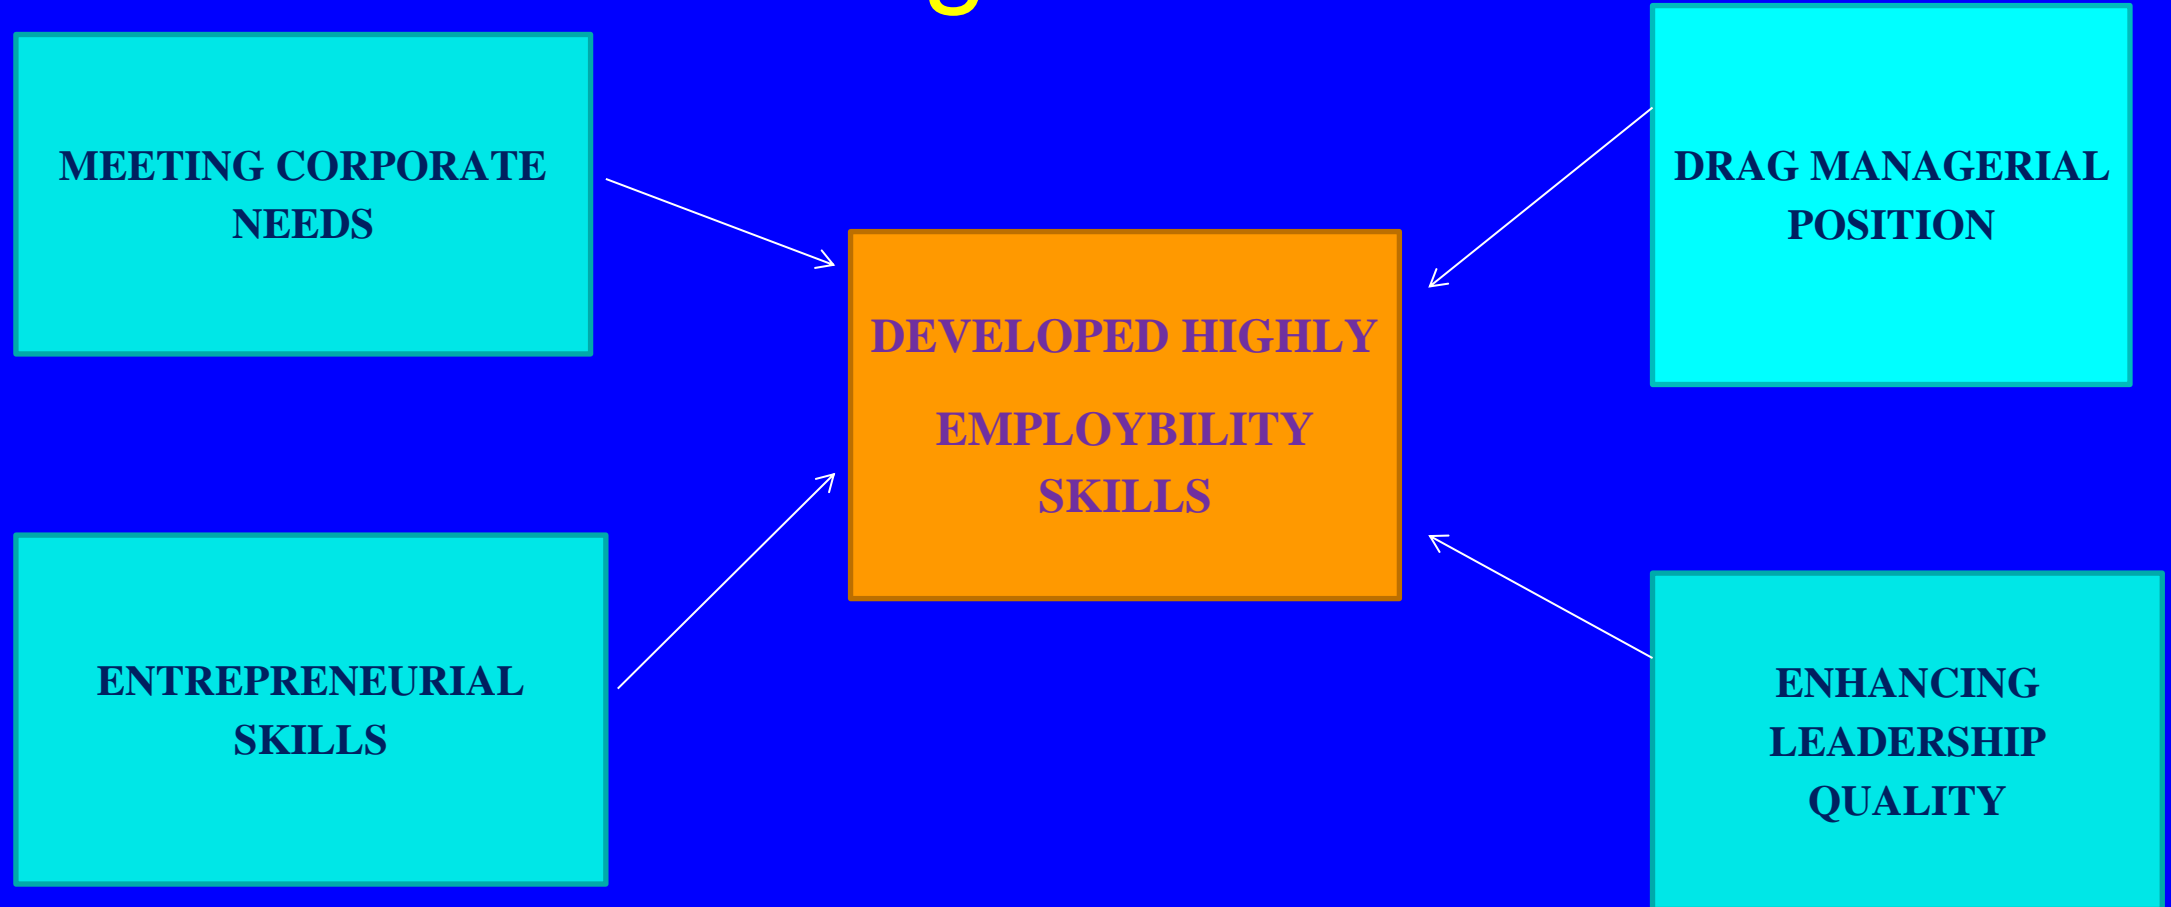 MEETING CORPORATE
NEEDS
DRAG MANAGERIAL
POSITION
DEVELOPED HIGHLY
EMPLOYBILITY
SKILLS
ENTREPRENEURIAL
SKILLS
ENHANCING
LEADERSHIP
QUALITY